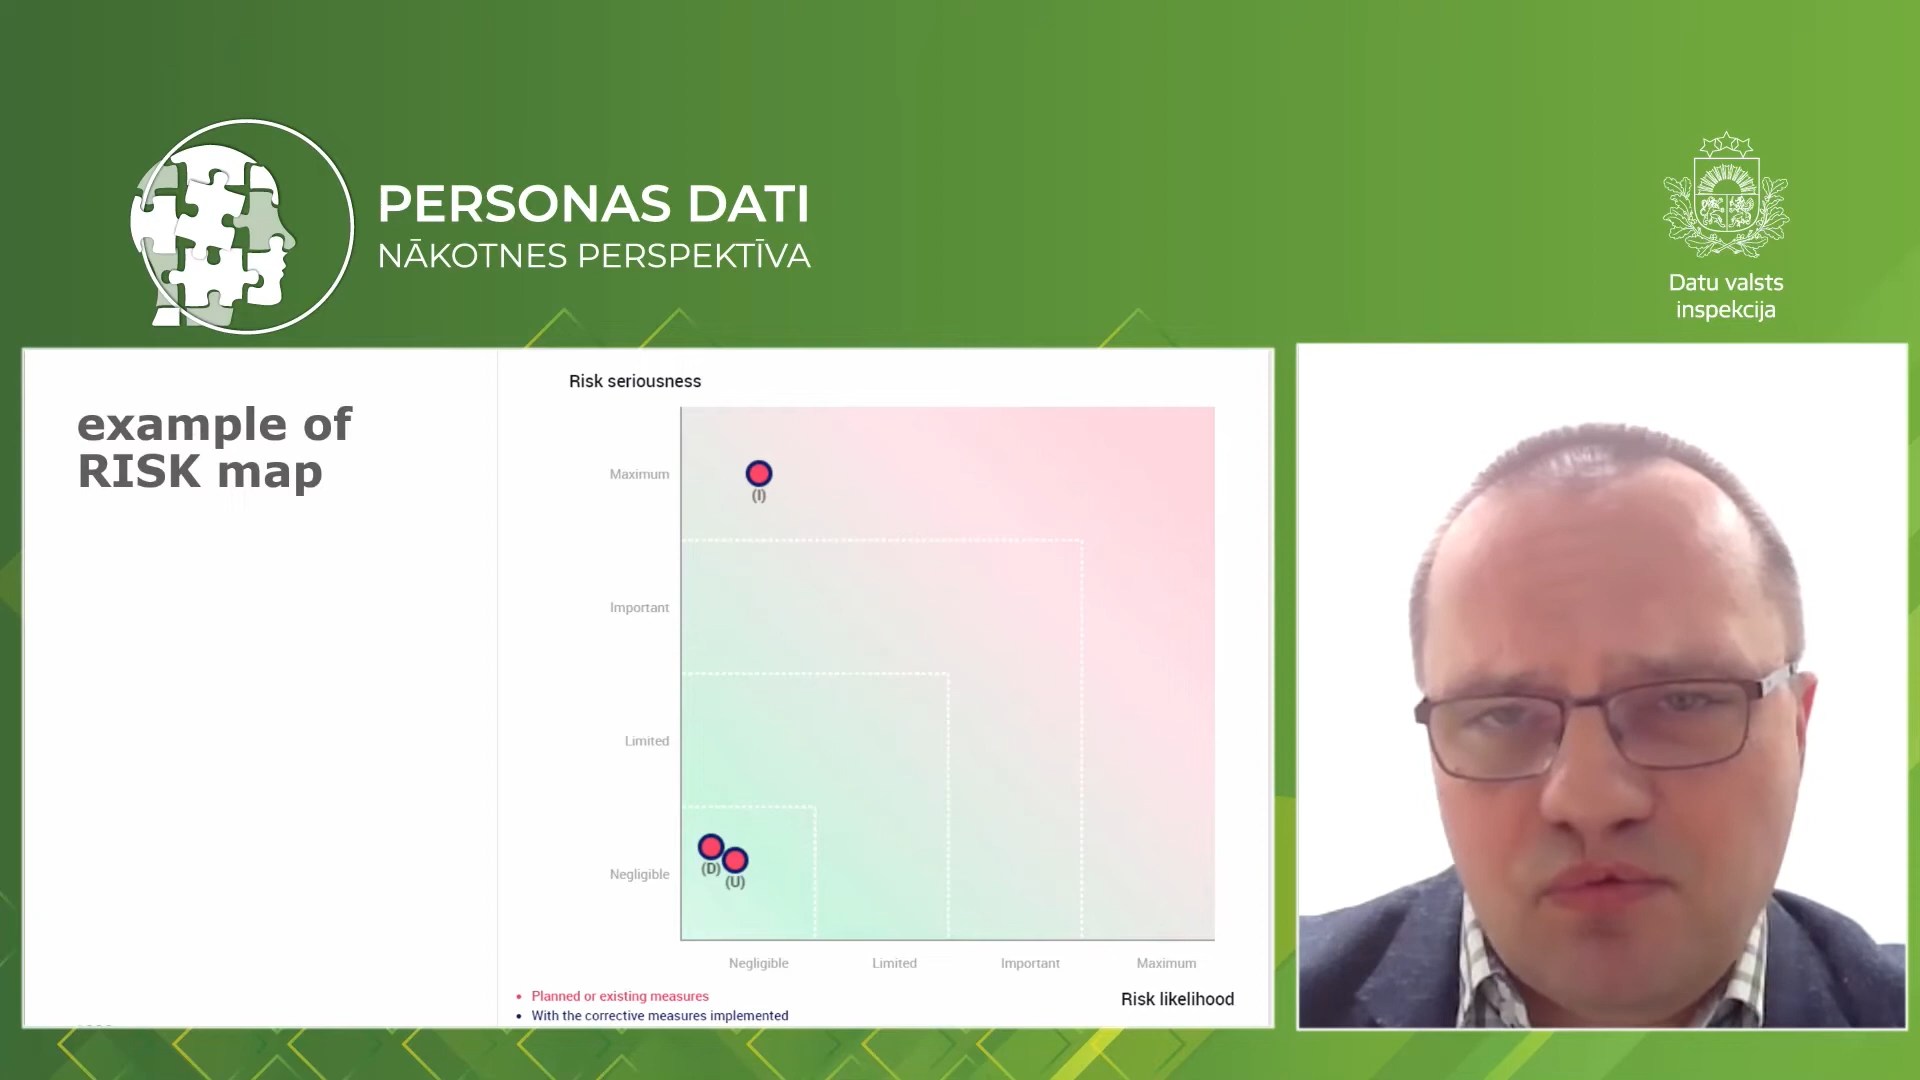 PERSONAS DATI
NĀKOTNES PERSPEKTĪVA
Datu valsts
inspekcija
example of
RISK map
Risk seriousness
Maximum
(I)
Important
Limited
Negligible
(D)
(U)
Negligible
Limited
Important
Maximum
Risk likelihood
• Planned or existing measures
• With the corrective measures implemented